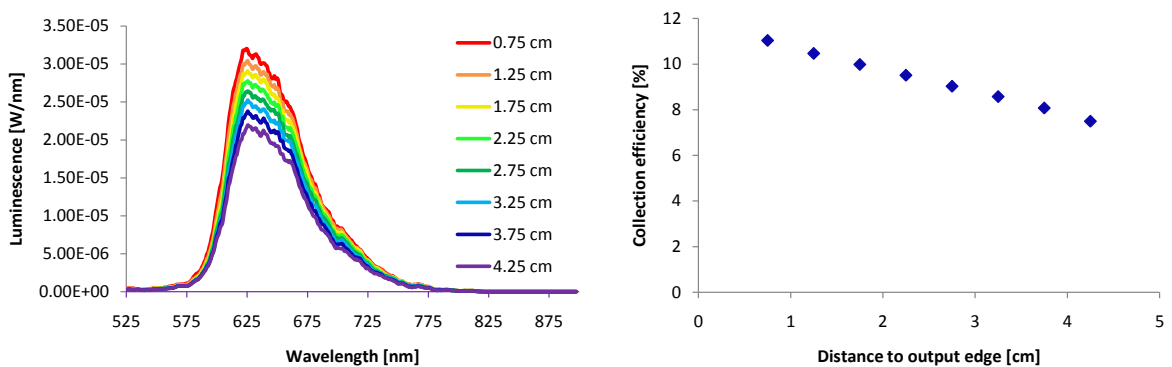 Luminescence [W/nm]
3.50E-05
3.00E-05
2.50E-05
2.00E-05
1.50E-05
1.00E-05
5.00E-06
0.00E+00
525 575 625 675 725 775 825 875
Wavelength [nm]
0.75 cm
1.25 cm
1.75 cm
2.25 cm
2.75 cm
3.25 cm
3.75 cm
4.25 cm
Collection efficiency [%]
12
10
8
6
4
2
0
0 1 2 3 4 5
Distance to output edge [cm]